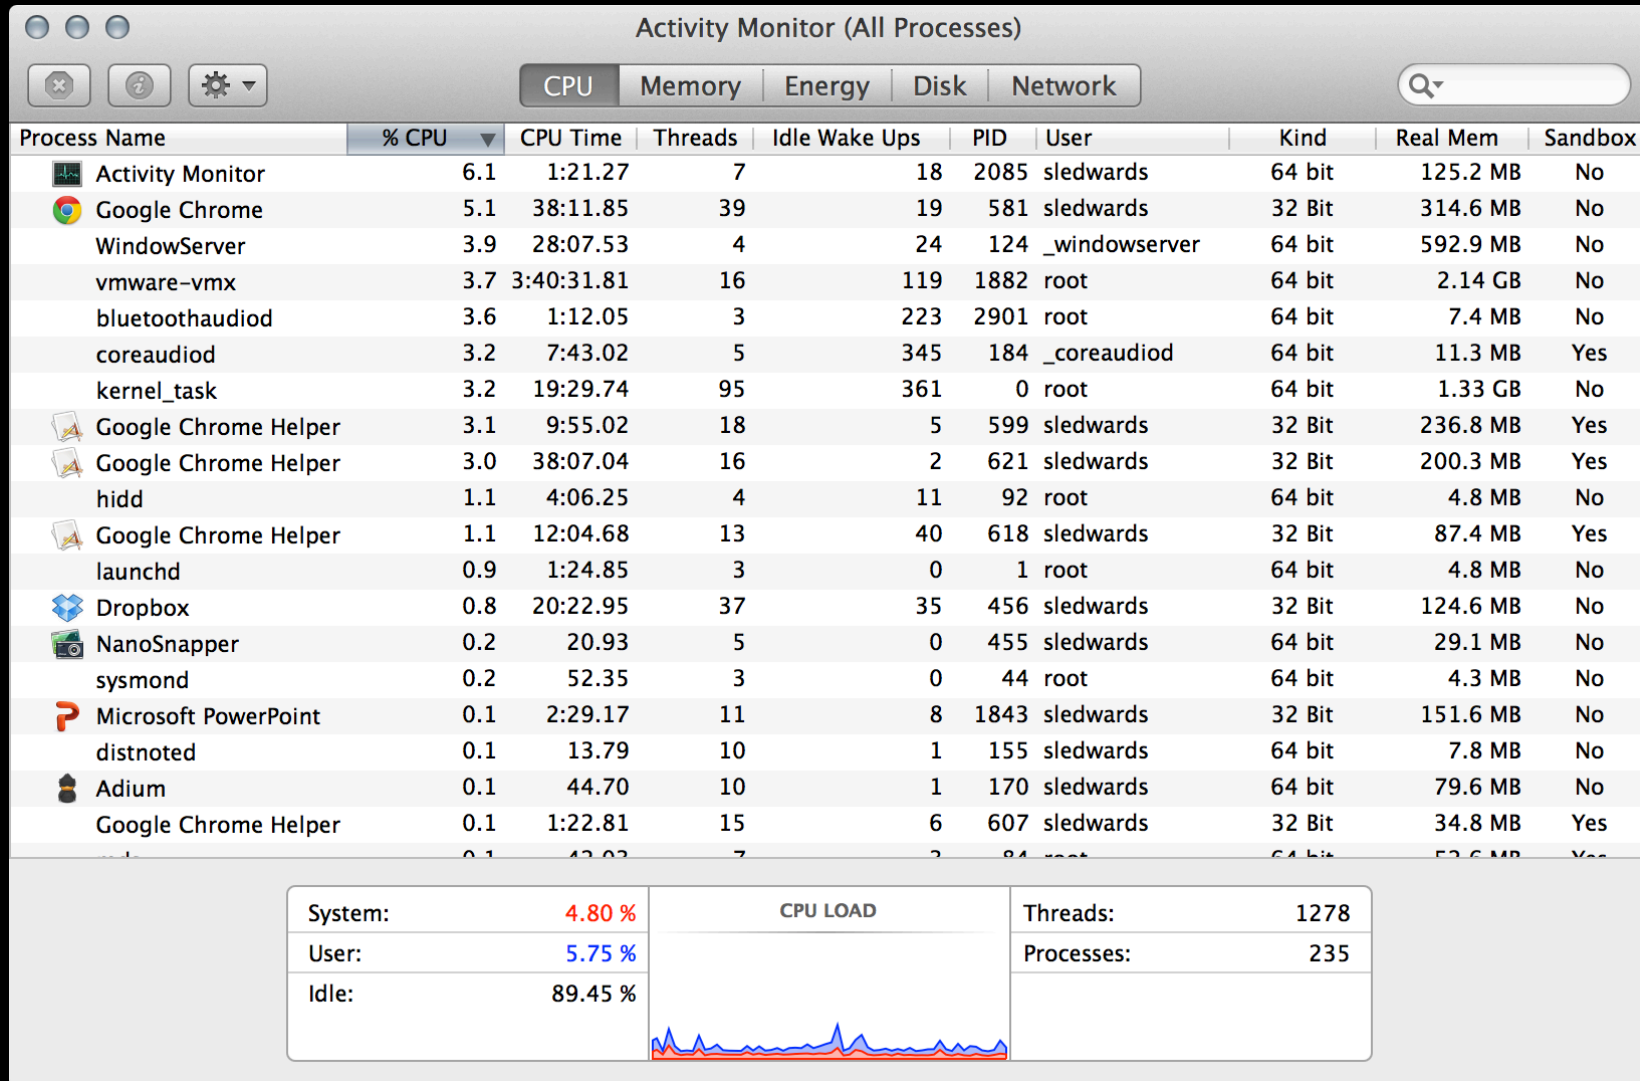 Activity Monitor (All Processes)
CPU Memory Energy Disk Network
Process Name % CPU CPU Time Threads Idle Wake Ups PID User Kind Real Mem Sandbox
Activity Monitor 6.1 1:21.27 7 18 2085 sledwards 64 bit 125.2 MB No
Google Chrome 5.1 38:11.85 39 19 581 sledwards 32 Bit 314.6 MB No
WindowServer 3.9 28:07.53 4 24 124 _windowserver 64 bit 592.9 MB No
vmware-vmx 3.7 3:40:31.81 16 119 1882 root 64 bit 2.14 GB No
bluetoothaudiod 3.6 1:12.05 3 223 2901 root 64 bit 7.4 MB No
coreaudiod 3.2 7:43.02 5 345 184 _coreaudiod 64 bit 11.3 MB Yes
kernel_task 3.2 19:29.74 95 361 0 root 64 bit 1.33 GB No
Google Chrome Helper 3.1 9:55.02 18 5 599 sledwards 32 Bit 236.8 MB Yes
Google Chrome Helper 3.0 38:07.04 16 2 621 sledwards 32 Bit 200.3 MB Yes
hidd 1.1 4:06.25 4 11 92 root 64 bit 4.8 MB No
Google Chrome Helper 1.1 12:04.68 13 40 618 sledwards 32 Bit 87.4 MB Yes
launchd 0.9 1:24.85 3 0 1 root 64 bit 4.8 MB No
Dropbox 0.8 20:22.95 37 35 456 sledwards 32 Bit 124.6 MB No
NanoSnapper 0.2 20.93 5 0 455 sledwards 64 bit 29.1 MB No
sysmond 0.2 52.35 3 0 44 root 64 bit 4.3 MB No
Microsoft PowerPoint 0.1 2:29.17 11 8 1843 sledwards 32 Bit 151.6 MB No
distnoted 0.1 13.79 10 1 155 sledwards 64 bit 7.8 MB No
Adium 0.1 44.70 10 1 170 sledwards 64 bit 79.6 MB No
Google Chrome Helper 0.1 1:22.81 15 6 607 sledwards 32 Bit 34.8 MB Yes
System: 4.80 % CPU LOAD Threads: 1278
User: 5.75 % Processes: 235
Idle: 89.45 %